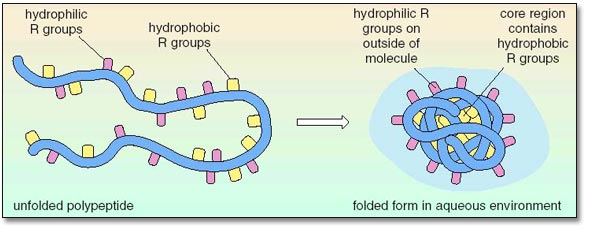 hydrophilic
R groups
hydrophobic
R groups
hydrophilic R
groups on
outside of
molecule
core region
contains
hydrophobic
R groups
unfolded polypeptide
folded form in aqueous environment